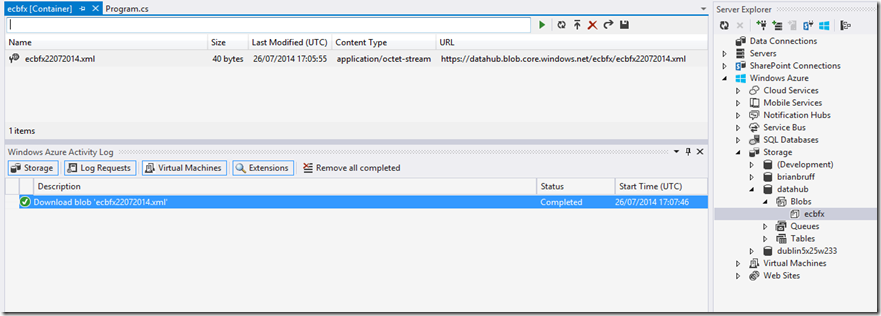 ecbfx [Container] Program.cs
Name Size Last Modified (UTC) Content Type URL
ecbfx22072014.xml 40 bytes 26/07/2014 17:05:55 application/octet-stream https://datahub.blob.core.windows.net/ecbfx/ecbfx22072014.xml
1 items
Windows Azure Activity Log
Storage Log Requests Virtual Machines Extensions Remove all completed
Description Status Start Time (UTC)
Download blob 'ecbfx22072014.xml' Completed 26/07/2014 17:07:46
Server Explorer
Data Connections
Servers
SharePoint Connections
Windows Azure
Cloud Services
Mobile Services
Notification Hubs
Service Bus
SQL Databases
Storage
(Development)
brianbruff
datahub
Blobs
ecbfx
Queues
Tables
dublin5x25w233
Virtual Machines
Web Sites